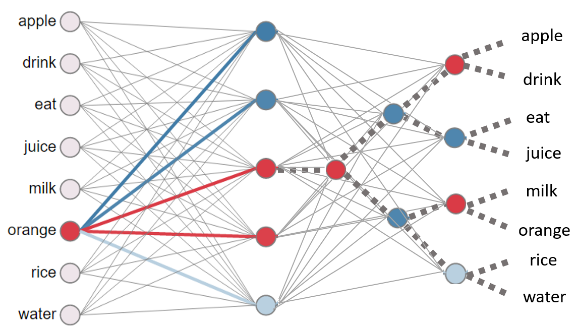 apple
drink
eat
juice
milk
orange
rice
water
apple
drink
eat
juice
milk
orange
rice
water